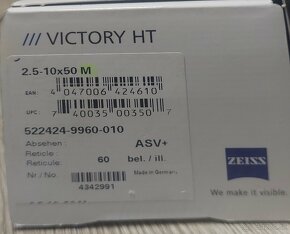 /// VICTORY HT
2.5-10x50 M
EAN: 4 047006 424610
UPC: 7 40035 00350 7
522424-9960-010
Absehen: ASV+
Reticle:
Reticule: 60 bel. / ill.
Nr./No. Made in Germany
4342991
ZEISS
We make it visible.